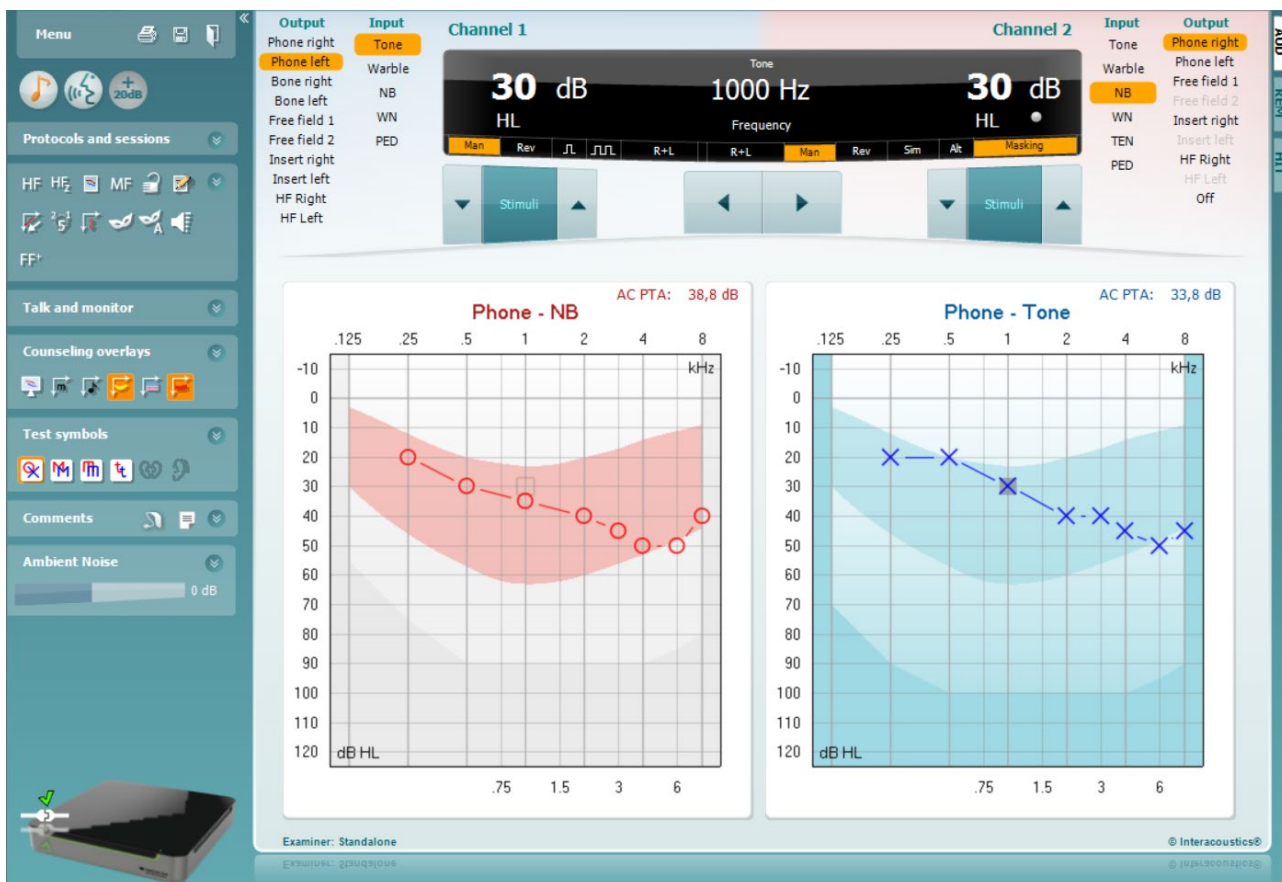 Menu
+
20dB
Protocols and sessions
HF HFz MF
2 5 1
A
FF+
Talk and monitor
Counseling overlays
m
Test symbols
M m t t
Comments
Ambient Noise
0 dB
Output
Phone right
Phone left
Bone right
Bone left
Free field 1
Free field 2
Insert right
Insert left
HF Right
HF Left
Input
Tone
Warble
NB
WN
PED
Channel 1
Channel 2
30 dB
HL
Tone
1000 Hz
Frequency
30 dB
HL
Man Rev R+L R+L Man Rev Sim Alt Masking
Stimuli
Stimuli
Input
Tone
Warble
NB
WN
TEN
PED
Output
Phone right
Phone left
Free field 1
Free field 2
Insert right
Insert left
HF Right
HF Left
Off
AUD
REM
HIT
AC PTA: 38,8 dB
Phone - NB
.125 .25 .5 1 2 4 8
kHz
-10
0
10
20
30
40
50
60
70
80
90
100
110
120
dB HL
.75 1.5 3 6
AC PTA: 33,8 dB
Phone - Tone
.125 .25 .5 1 2 4 8
kHz
-10
0
10
20
30
40
50
60
70
80
90
100
110
120
dB HL
.75 1.5 3 6
Examiner: Standalone
© Interacoustics®